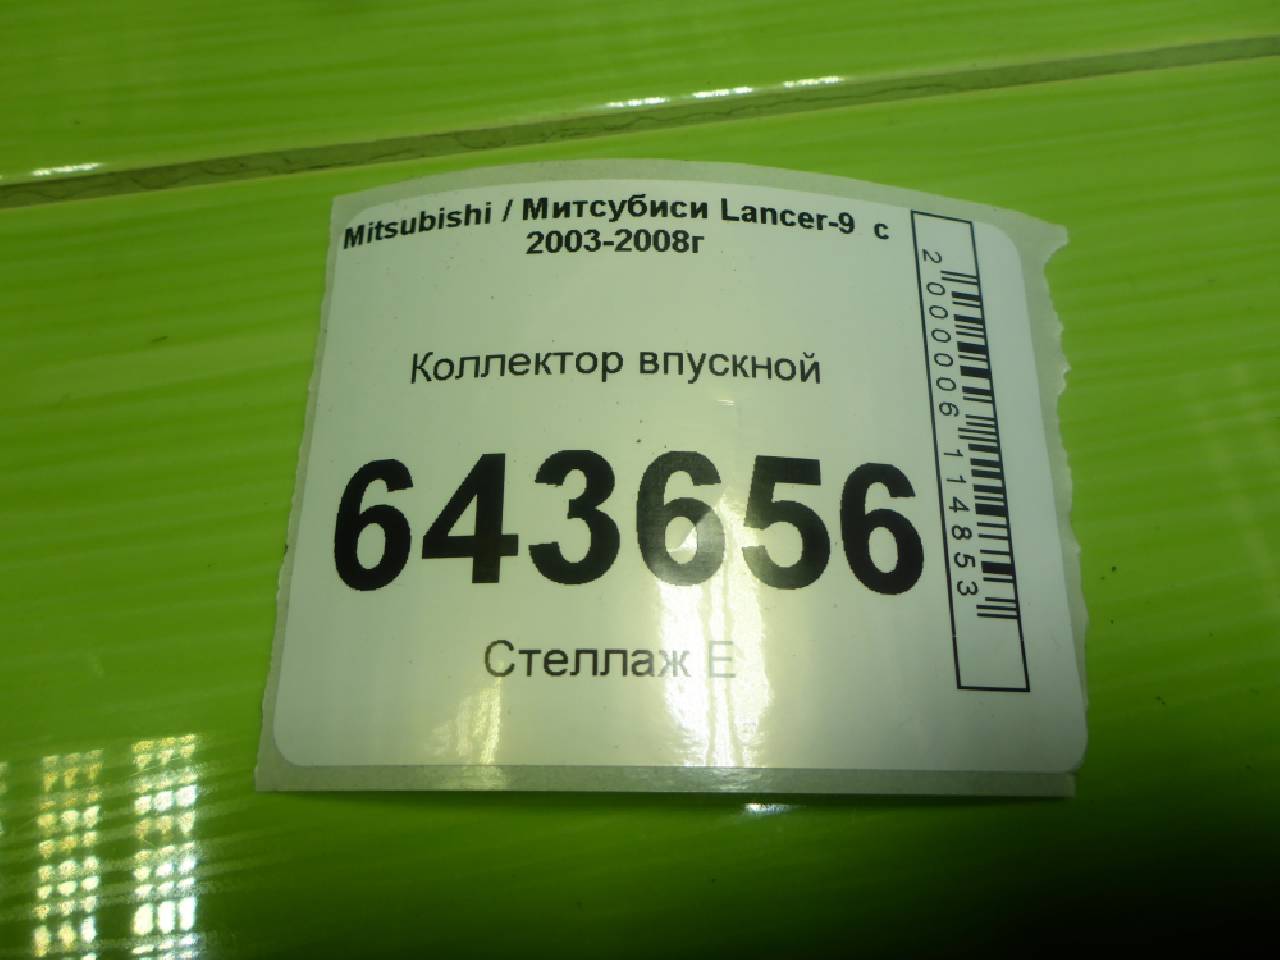 Mitsubishi / Митсубиси Lancer-9 с
2003-2008г
Коллектор впускной
643656
Стеллаж Е
2000006114853